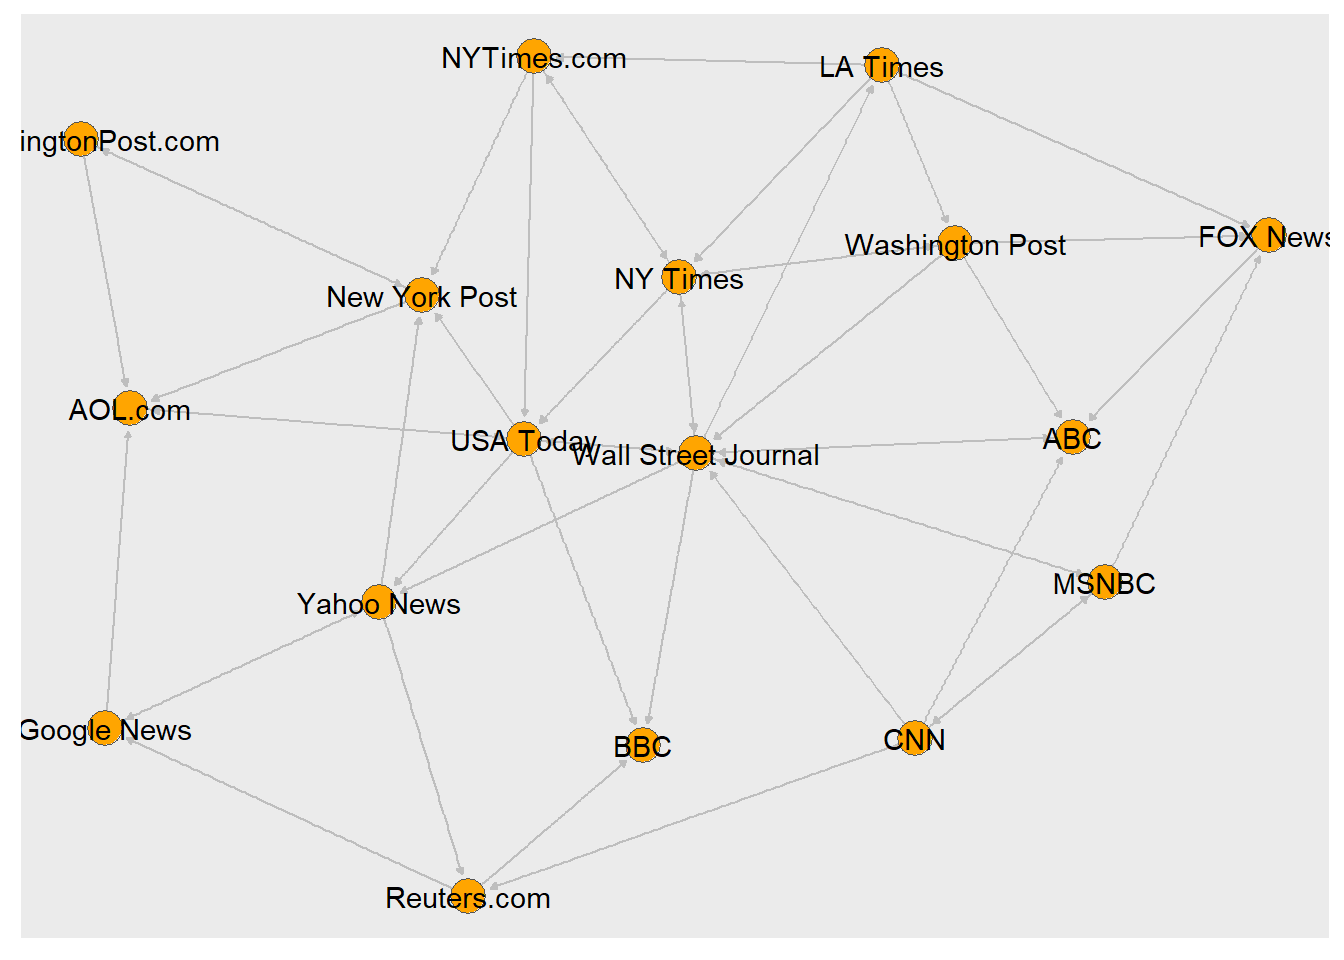 NYTimes.com
LA Times
ingtonPost.com
Washington Post
FOX News
NY Times
New York Post
AOL.com
USA Today
Wall Street Journal
ABC
MSNBC
Yahoo News
Google News
BBC
CNN
Reuters.com